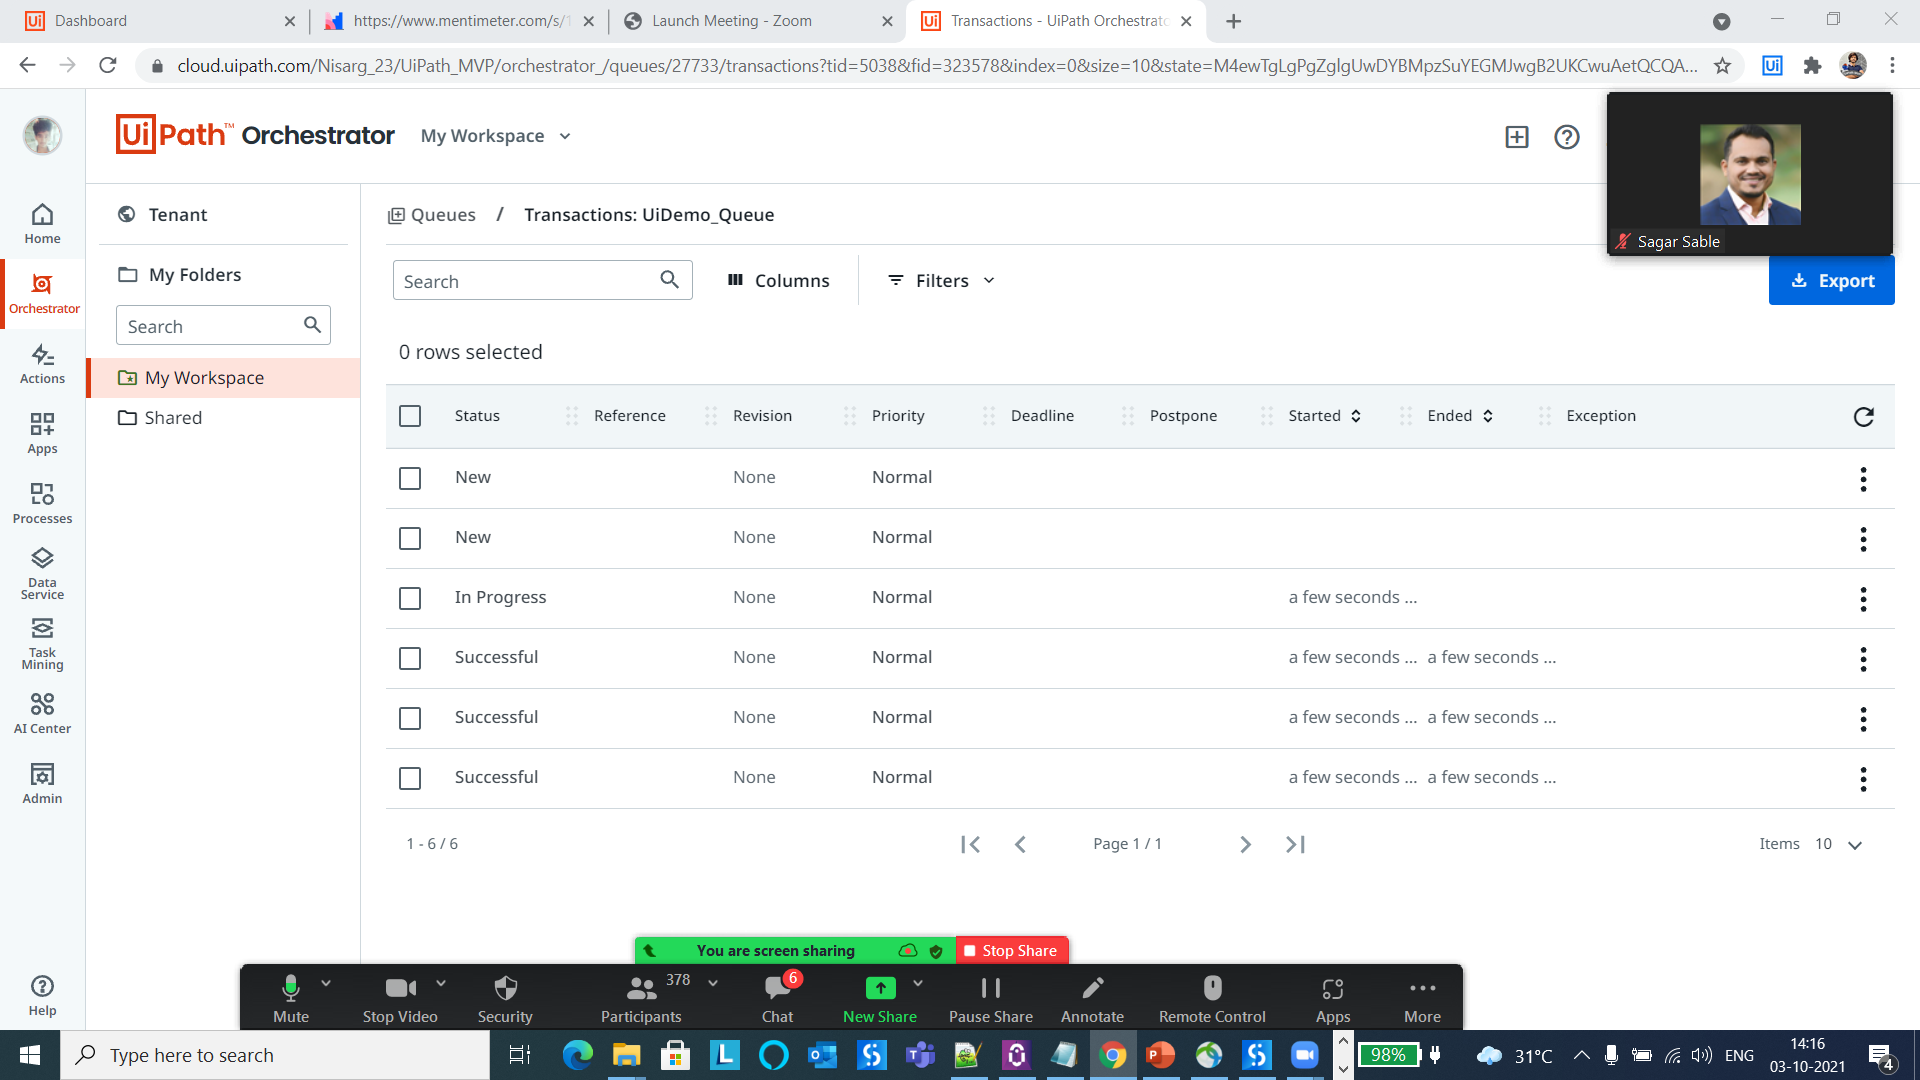 Dashboard
https://www.mentimeter.com/s/1
Launch Meeting - Zoom
Transactions - UiPath Orchestrato
cloud.uipath.com/Nisarg_23/UiPath_MVP/orchestrator_/queues/27733/transactions?tid=5038&fid=323578&index=0&size=10&state=M4ewTgLgPgZglgUwDYBMpzSuYEGMJwgB2UKCwuAetQCQA...
Ui Path™ Orchestrator
My Workspace
Sagar Sable
Home
Orchestrator
Actions
Apps
Processes
Data
Service
Task
Mining
AI Center
Admin
Help
Tenant
My Folders
Search
My Workspace
Shared
Queues / Transactions: UiDemo_Queue
Search
Columns
Filters
Export
0 rows selected
Status Reference Revision Priority Deadline Postpone Started Ended Exception
New None Normal
New None Normal
In Progress None Normal a few seconds ...
Successful None Normal a few seconds ... a few seconds ...
Successful None Normal a few seconds ... a few seconds ...
Successful None Normal a few seconds ... a few seconds ...
1 - 6 / 6
Page 1 / 1
Items 10
You are screen sharing
Stop Share
378
6
Mute
Stop Video
Security
Participants
Chat
New Share
Pause Share
Annotate
Remote Control
Apps
More
Type here to search
98%
31°C
ENG
14:16
03-10-2021
4